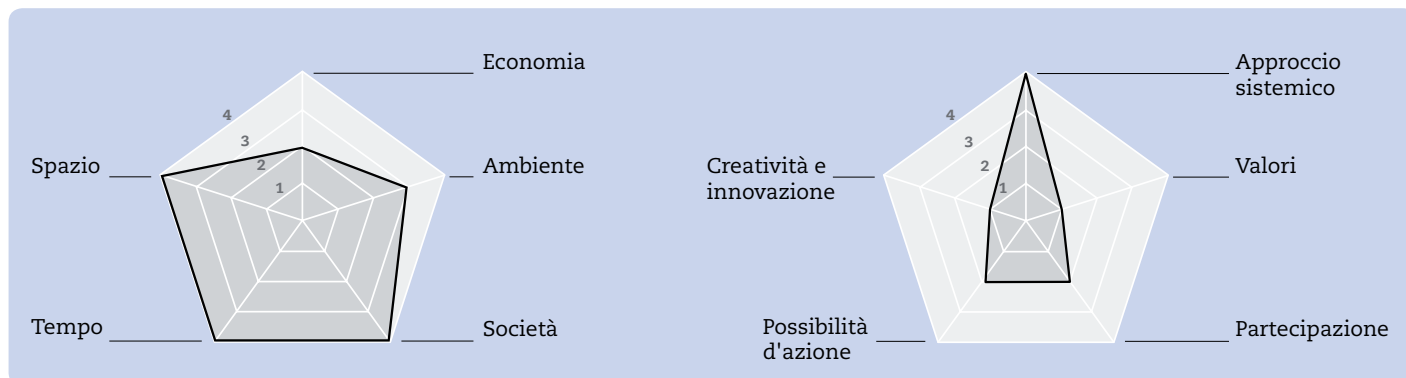 Economia
4
3
Spazio
2
Ambiente
1
Tempo
Società
Approccio
sistemico
4
3
Creatività e
innovazione
2
Valori
1
Possibilità
d'azione
Partecipazione